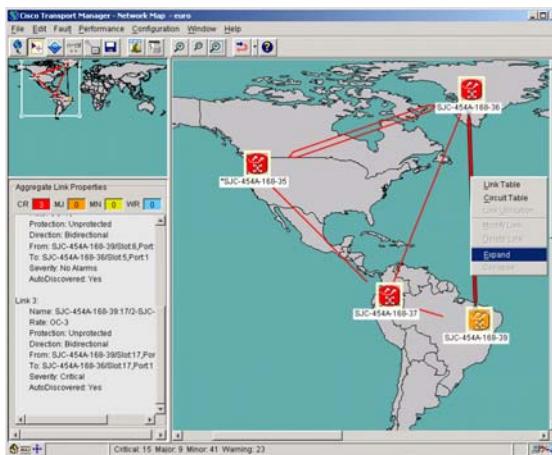 Cisco Transport Manager - Network Map - euro
File Edit Fault Performance Configuration Window Help
SJC-454A-168-36
*SJC-454A-168-35
SJC-454A-168-37
SJC-454A-168-39
Link Table
Circuit Table
Link Utilization
Modify Link
Delete Link
Expand
Collapse
Aggregate Link Properties
CR 3 MJ 0 MN 0 WR 0
Protection: Unprotected
Direction: Bidirectional
From: SJC-454A-168-39/Slot:6,Port
To: SJC-454A-168-36/Slot:5,Port:1
Severity: No Alarms
AutoDiscovered: Yes
Link 3:
Name: SJC-454A-168-39:17/2-SJC-
Rate: OC-3
Protection: Unprotected
Direction: Bidirectional
From: SJC-454A-168-39/Slot:17,Por
To: SJC-454A-168-36/Slot:17,Port:1
Severity: Critical
AutoDiscovered: Yes
Critical: 15 Major: 9 Minor: 41 Warning: 23